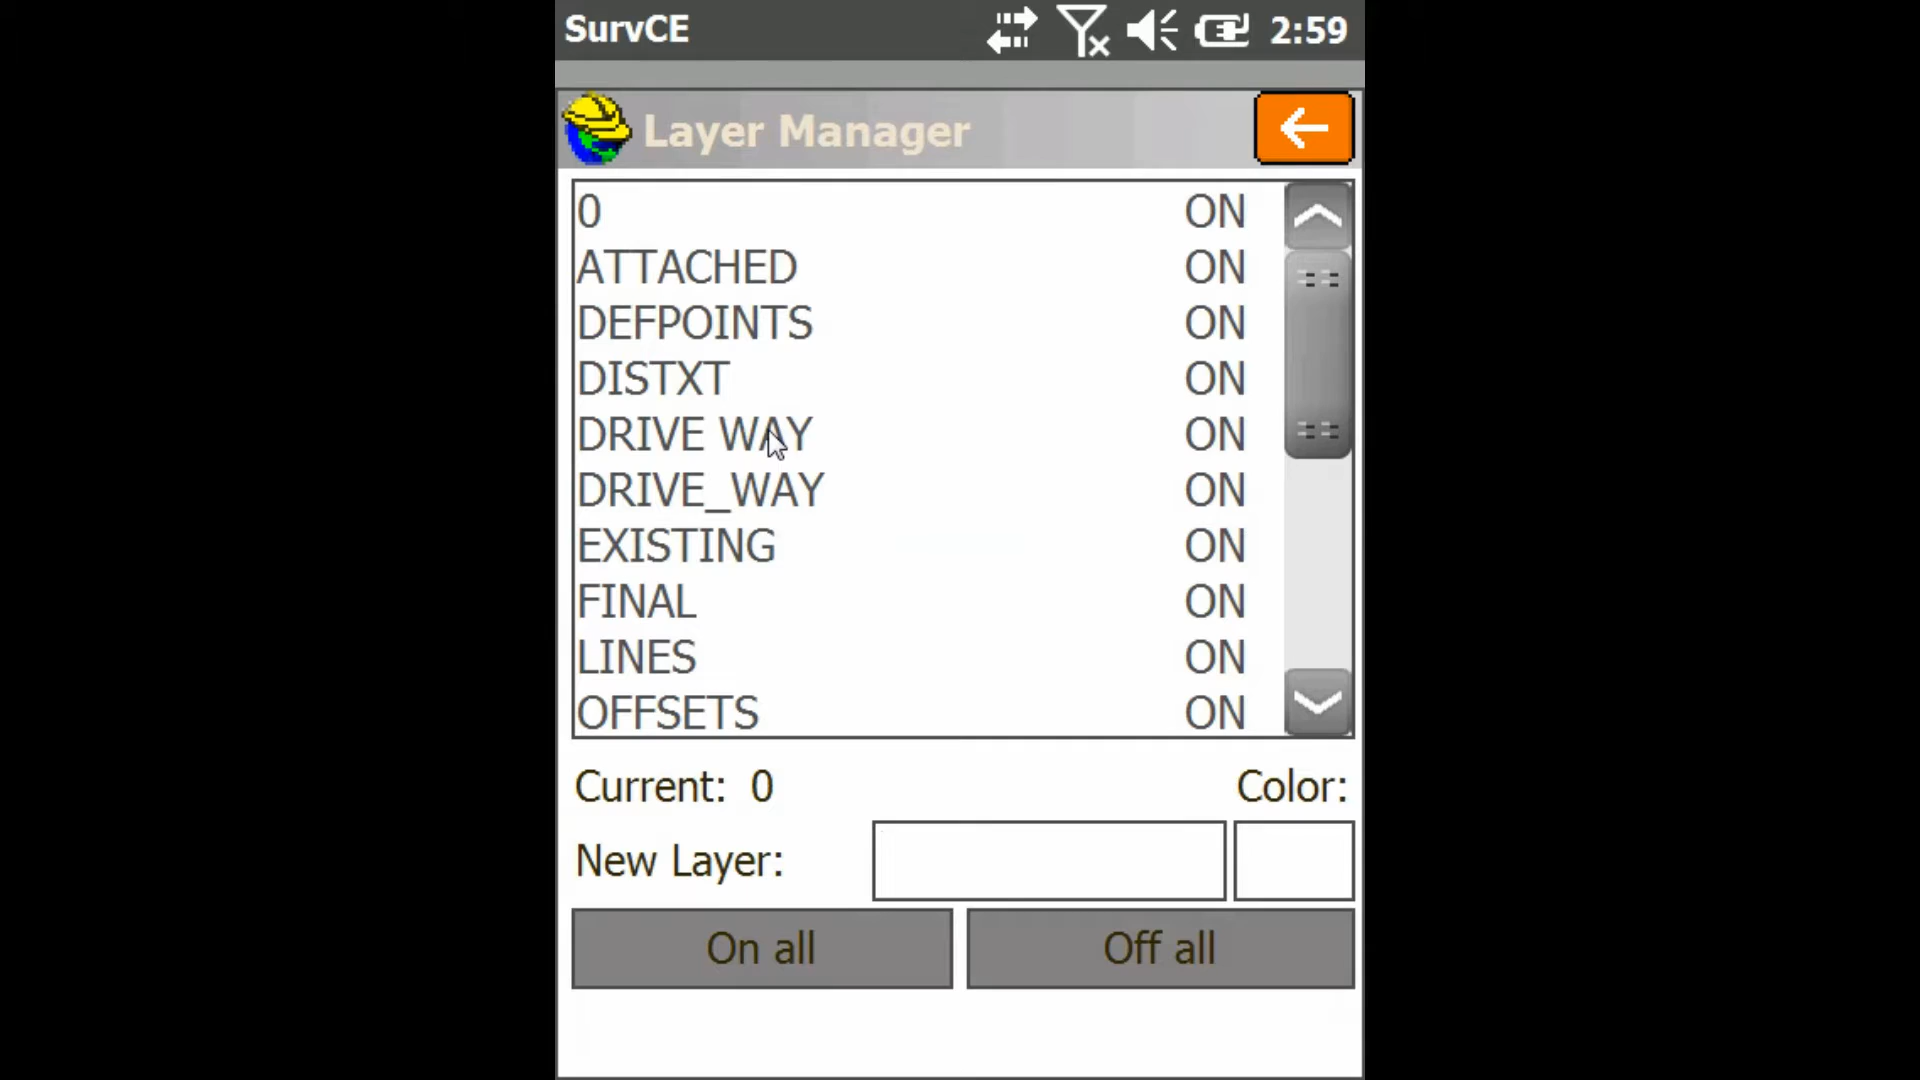 SurvCE 2:59
Layer Manager
0 ON
ATTACHED ON
DEFPOINTS ON
DISTXT ON
DRIVE WAY ON
DRIVE_WAY ON
EXISTING ON
FINAL ON
LINES ON
OFFSETS ON
Current: 0 Color:
New Layer:
On all Off all